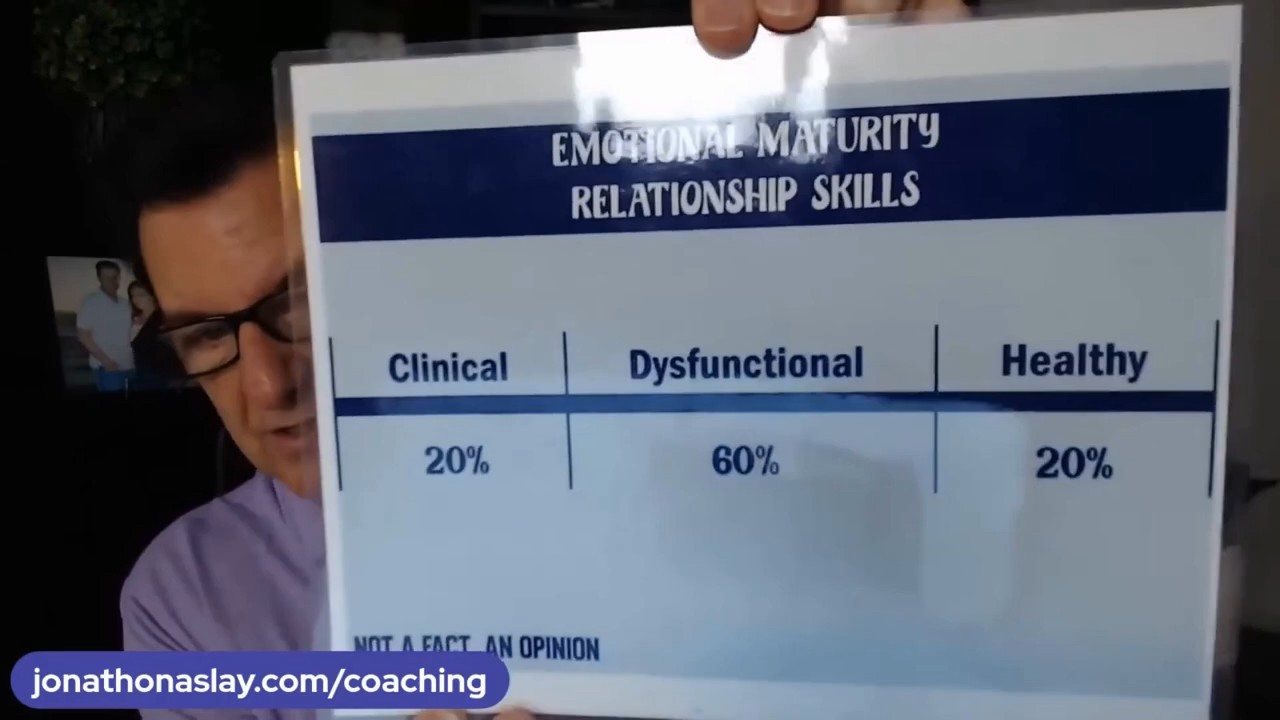 EMOTIONAL MATURITY
RELATIONSHIP SKILLS
Clinical Dysfunctional Healthy
20% 60% 20%
NOT A FACT AN OPINION
jonathonaslay.com/coaching